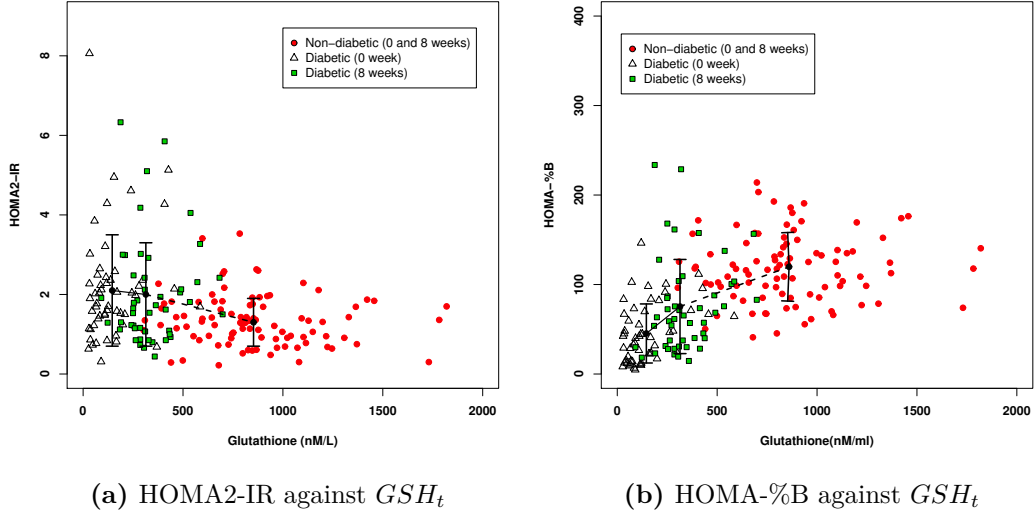 HOMA2−IR
8
6
4
2
0
Non−diabetic (0 and 8 weeks)
Diabetic (0 week)
Diabetic (8 weeks)
0 500 1000 1500 2000
Glutathione (nM/L)
(a) HOMA2-IR against GSHt
HOMA−%B
400
300
200
100
0
Non−diabetic (0 and 8 weeks)
Diabetic (0 week)
Diabetic (8 weeks)
0 500 1000 1500 2000
Glutathione(nM/ml)
(b) HOMA-%B against GSHt